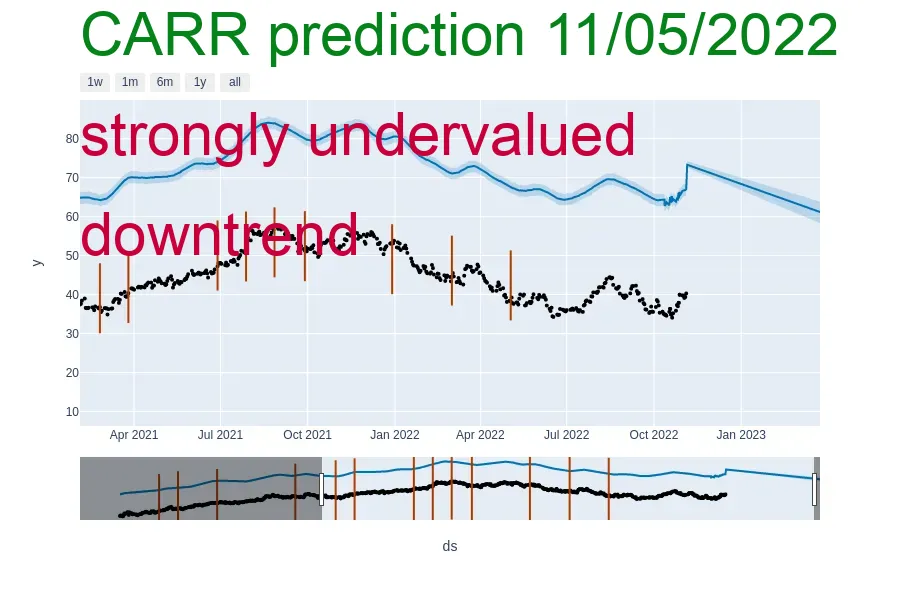 CARR prediction 11/05/2022
1w 1m 6m 1y all
strongly undervalued
downtrend
80
70
60
50
40
30
20
10
y
Apr 2021 Jul 2021 Oct 2021 Jan 2022 Apr 2022 Jul 2022 Oct 2022 Jan 2023
ds